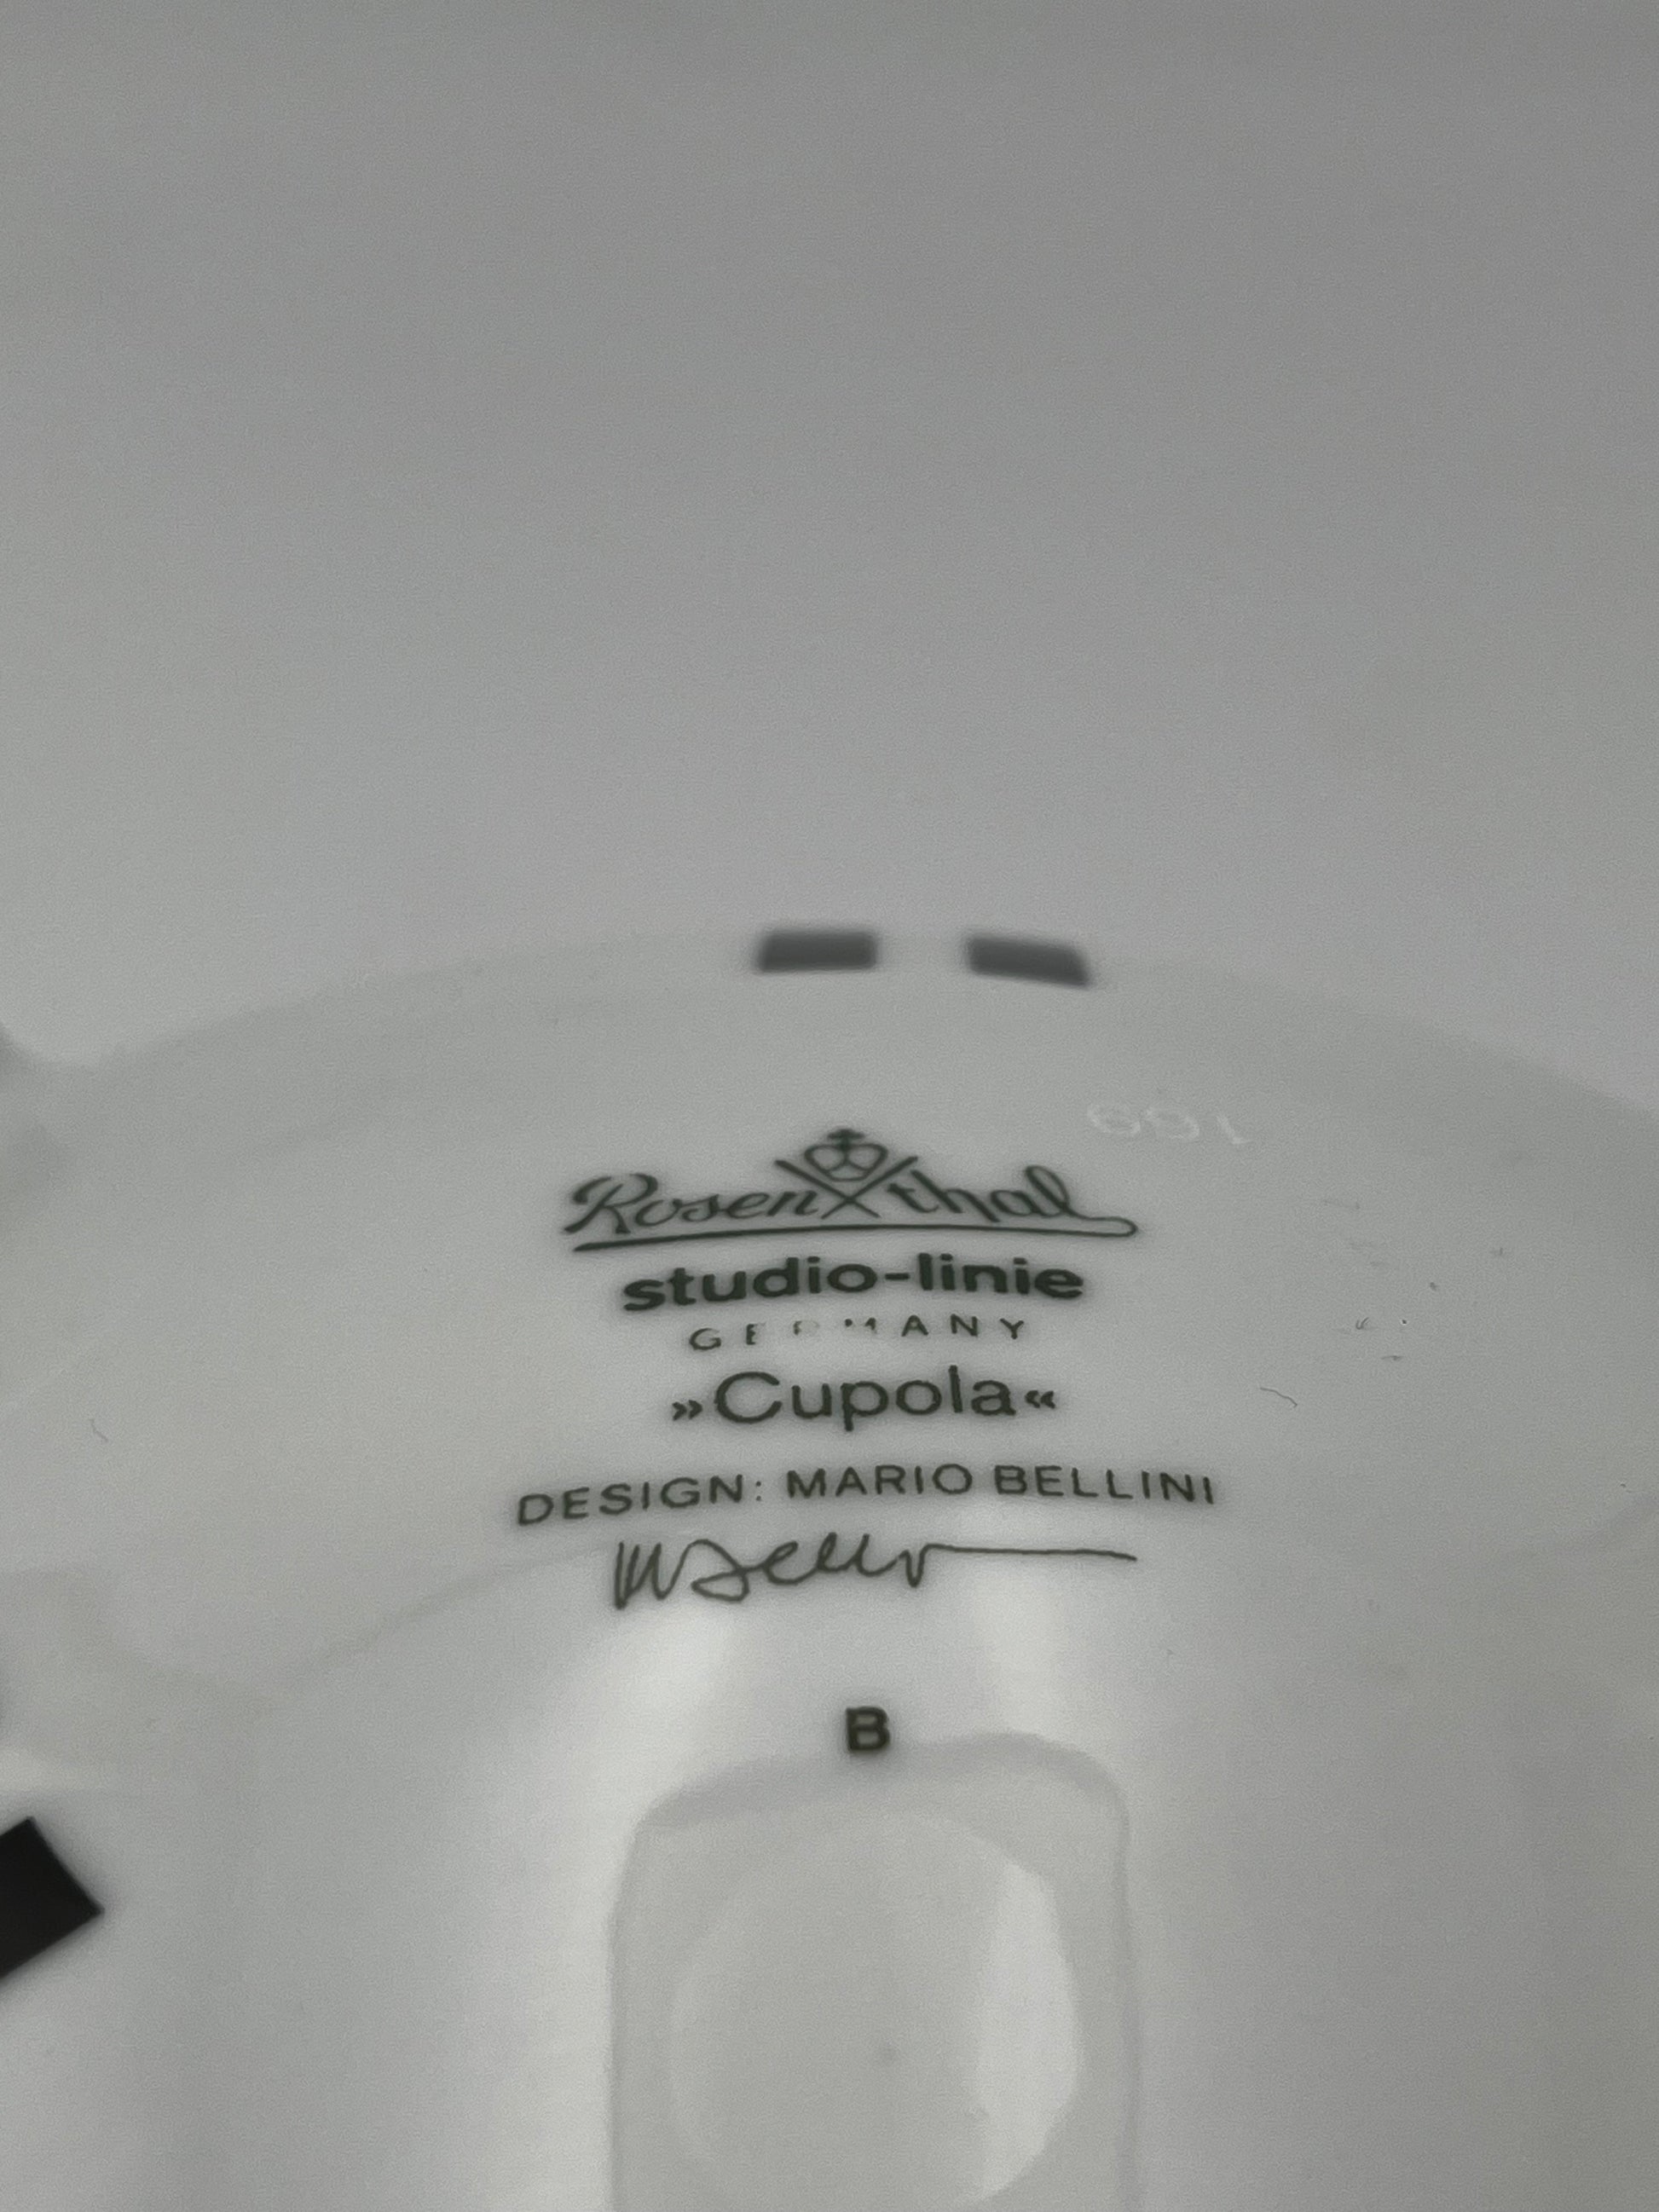 Rosenthal
studio-linie
GERMANY
»Cupola«
DESIGN: MARIO BELLINI
B